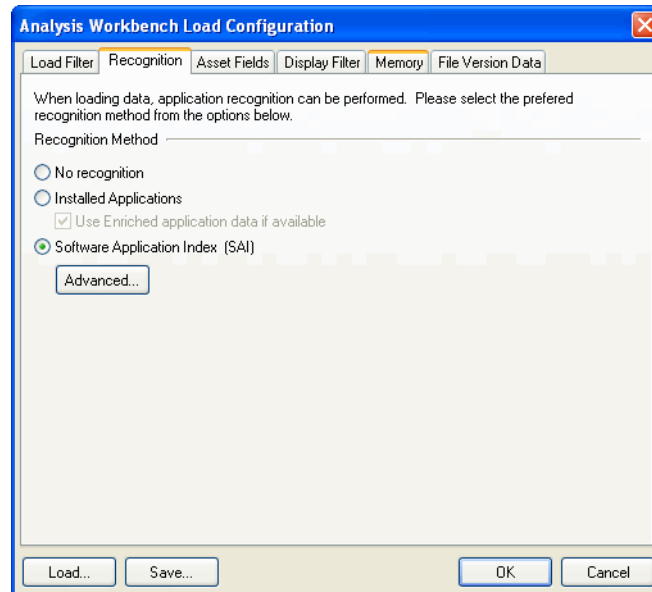 Analysis Workbench Load Configuration
Load Filter Recognition Asset Fields Display Filter Memory File Version Data
When loading data, application recognition can be performed. Please select the prefered
recognition method from the options below.
Recognition Method
No recognition
Installed Applications
Use Enriched application data if available
Software Application Index (SAI)
Advanced...
Load... Save... OK Cancel